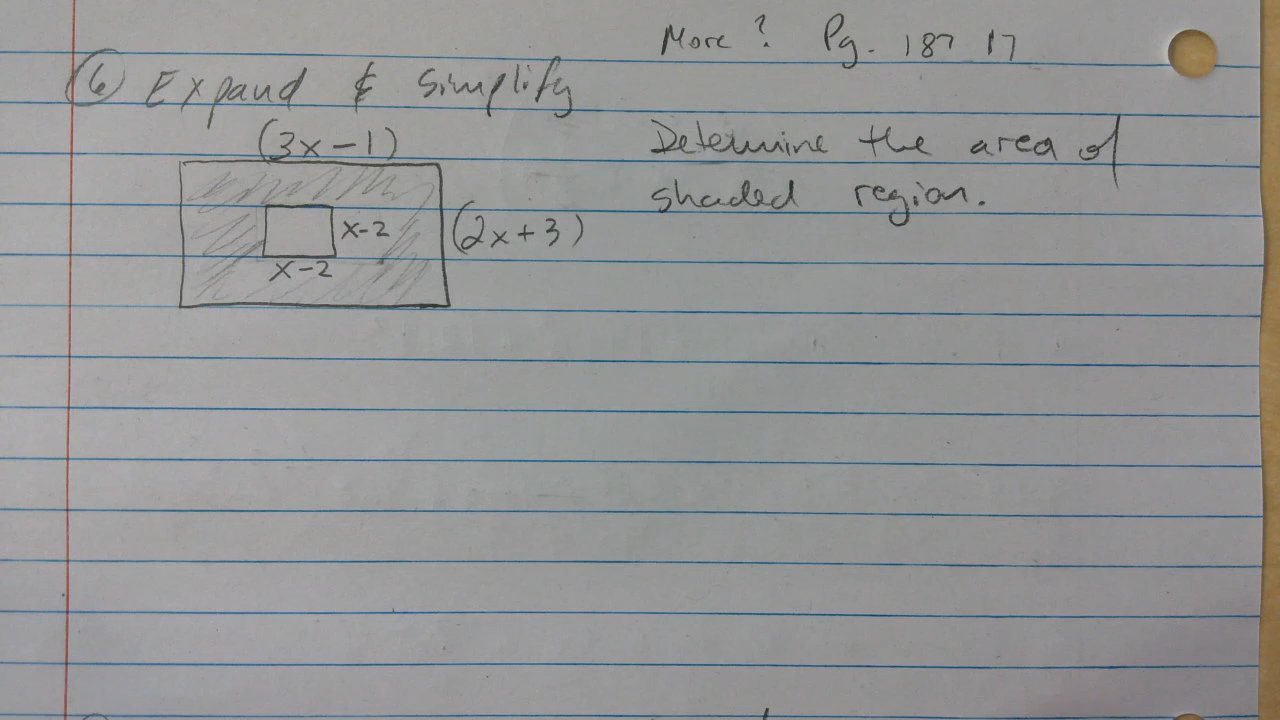 More? Pg. 187 17
6 Expand & Simplify
(3x-1)
Determine the area of
shaded region.
x-2
(2x+3)
x-2